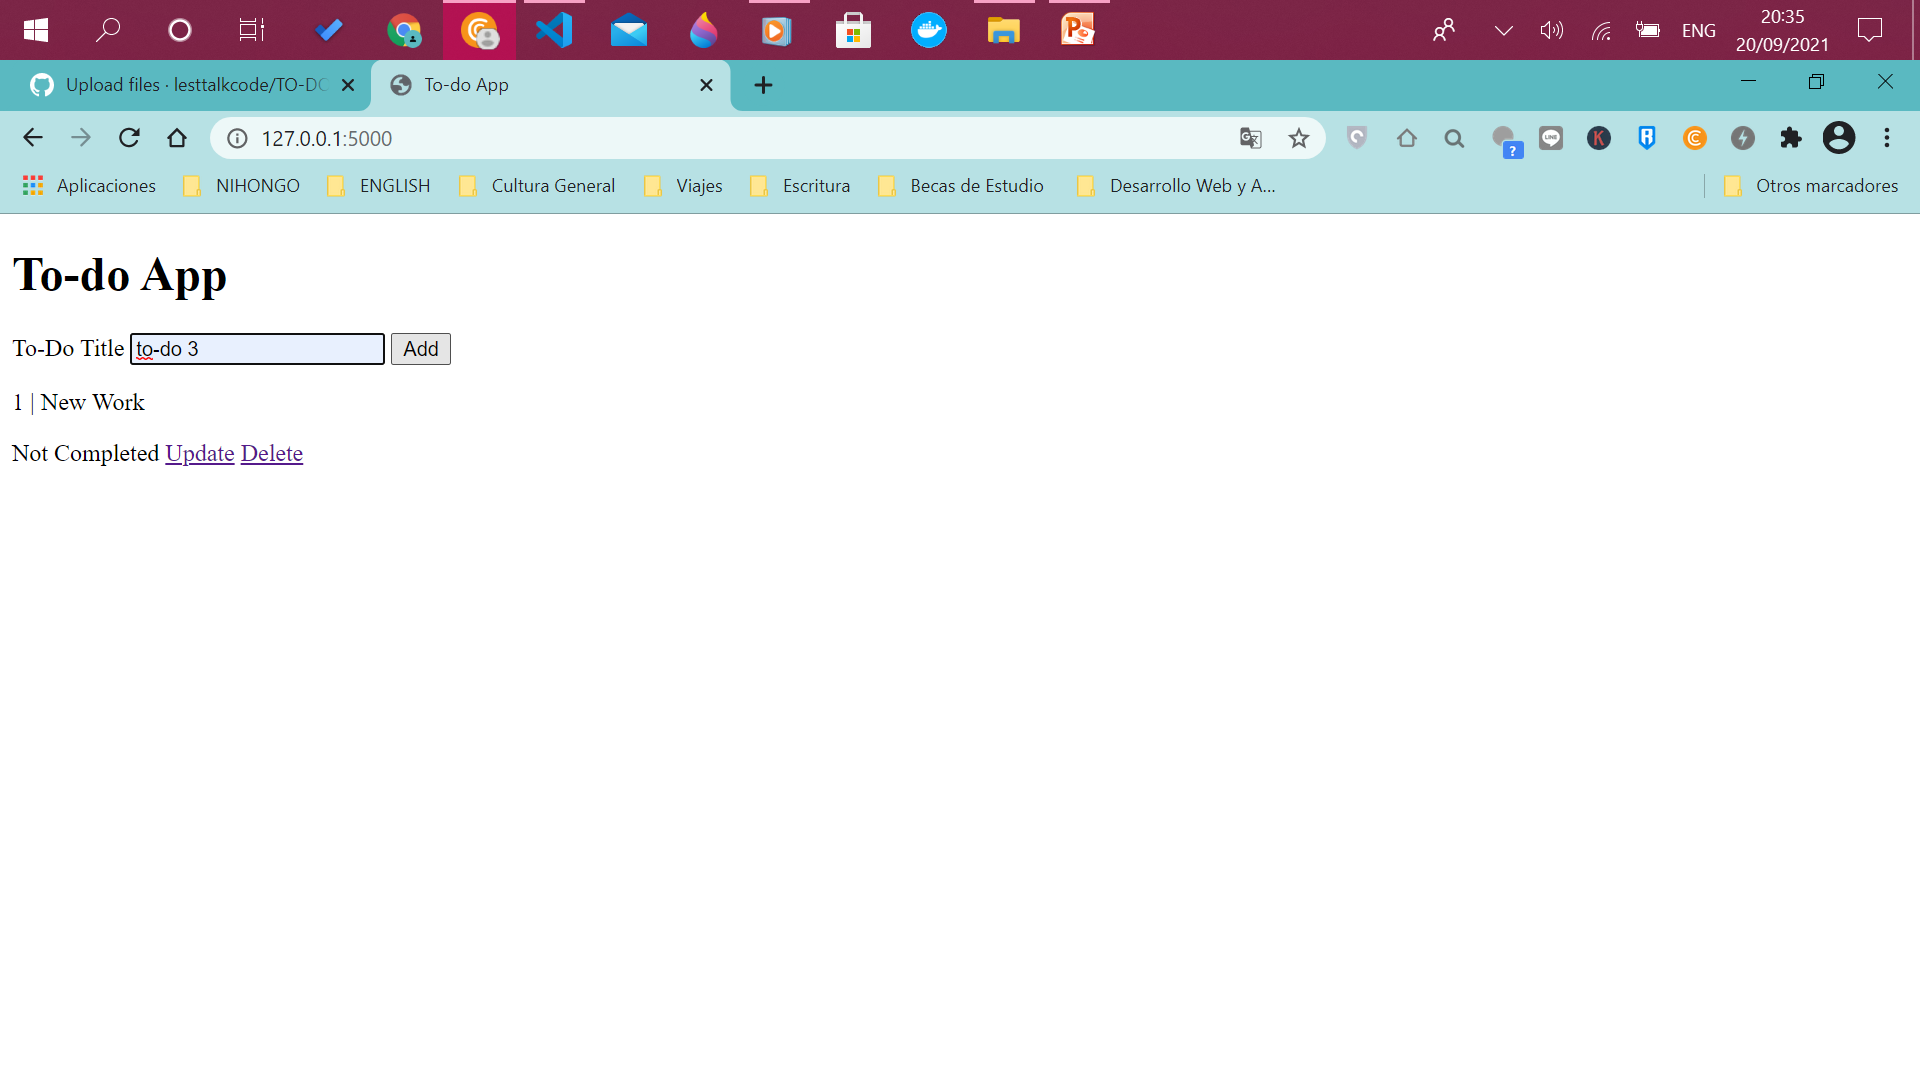 ENG
20:35
20/09/2021
Upload files · lesttalkcode/TO-DO
To-do App
127.0.0.1:5000
LINE
K
?
Aplicaciones
NIHONGO
ENGLISH
Cultura General
Viajes
Escritura
Becas de Estudio
Desarrollo Web y A...
Otros marcadores
To-do App
To-Do Title to-do 3 Add
1 | New Work
Not Completed Update Delete